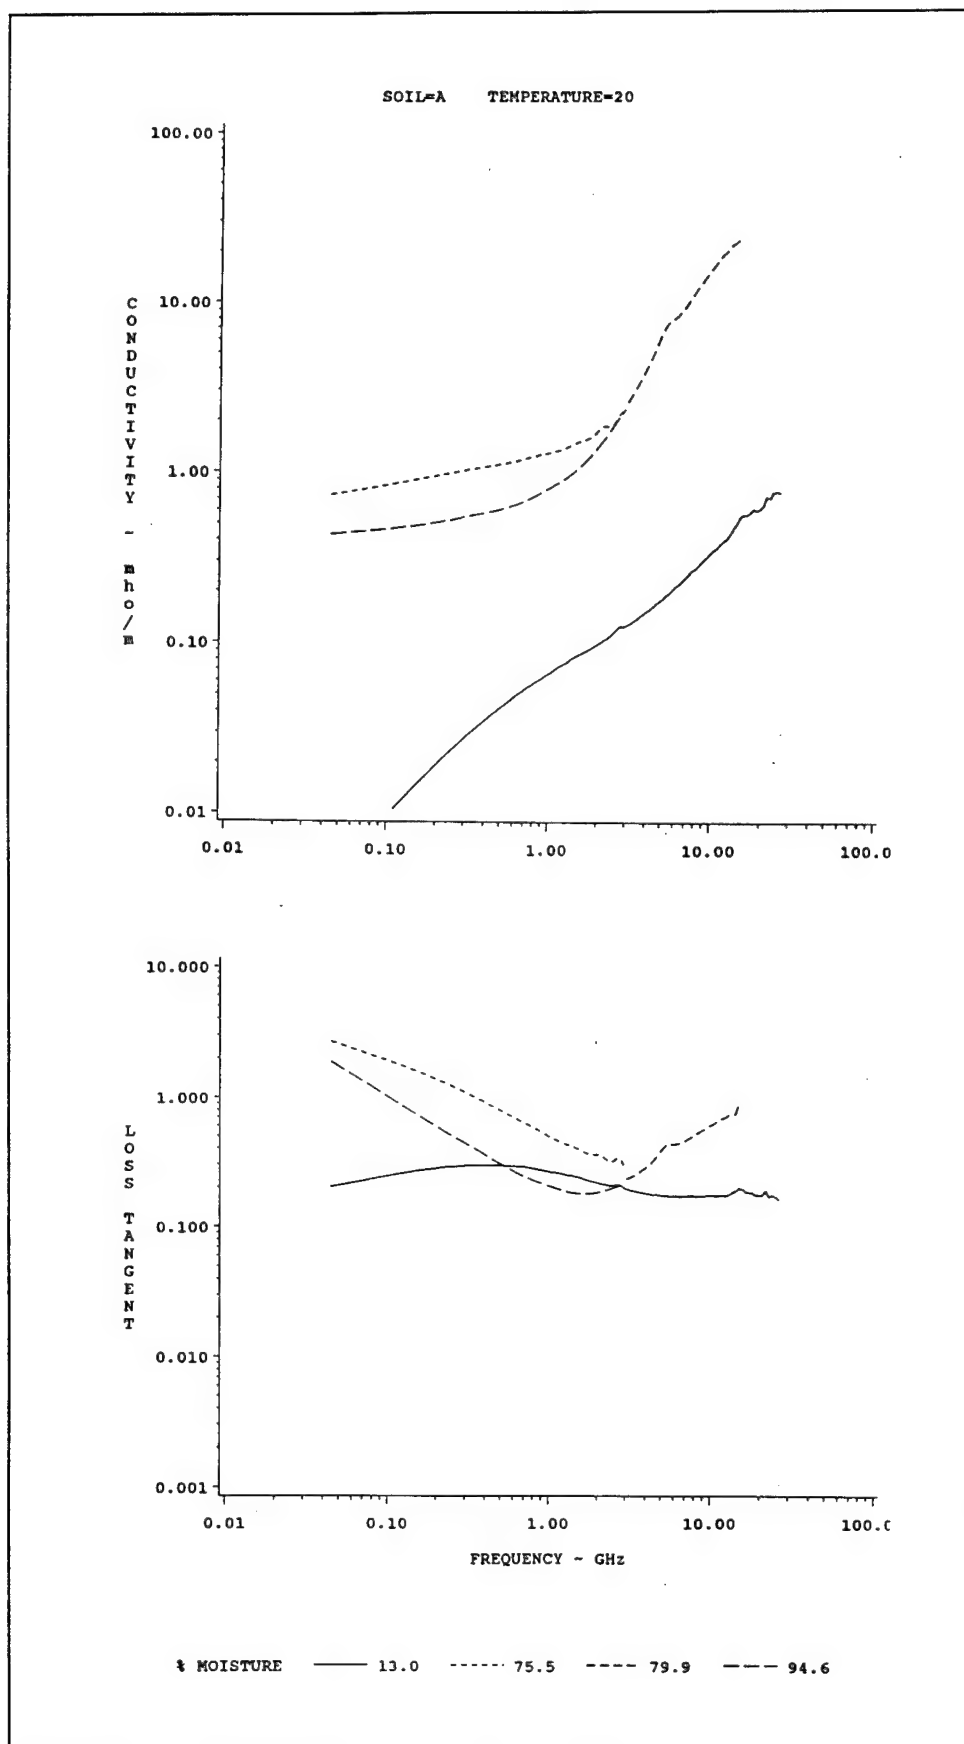 SOIL=A TEMPERATURE=20
100.00
10.00
1.00
0.10
0.01
CONDUCTIVITY ~ mho/m
0.01 0.10 1.00 10.00 100.0
10.000
1.000
0.100
0.010
0.001
LOSS TANGENT
0.01 0.10 1.00 10.00 100.0
FREQUENCY ~ GHz
% MOISTURE 13.0 75.5 79.9 94.6